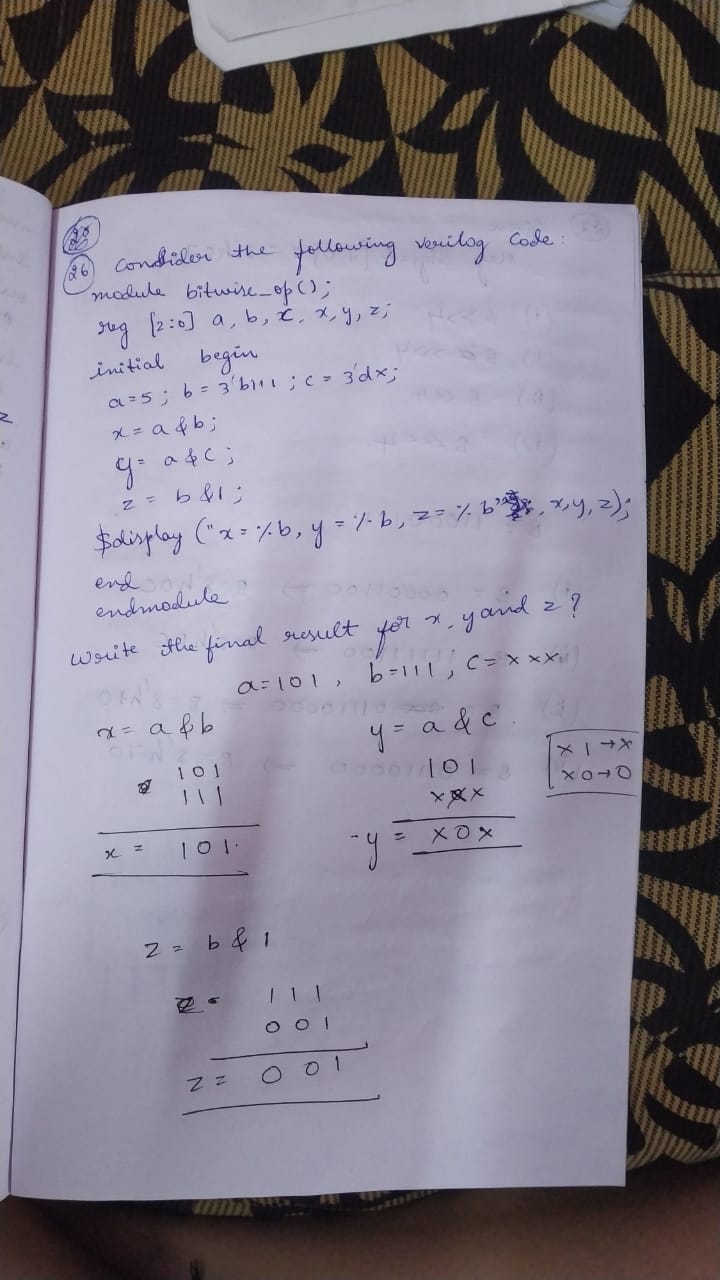 26 Consider the following verilog code:
module bitwise_op();
reg [2:0] a, b, c, x, y, z;
initial begin
a=5; b=3'b111; c=3'dx;
x= a&b;
y= a&c;
z = b&1;
$display ("x=%b, y=%b, z=%b", x,y,z);
end
endmodule
Write the final result for x, y and z?
a=101, b=111, c=xxx
x= a&b
101
111
x = 101.
y= a&c.
101
xxx
y = x0x
x 1→x
x 0→0
z = b&1
111
001
z= 001